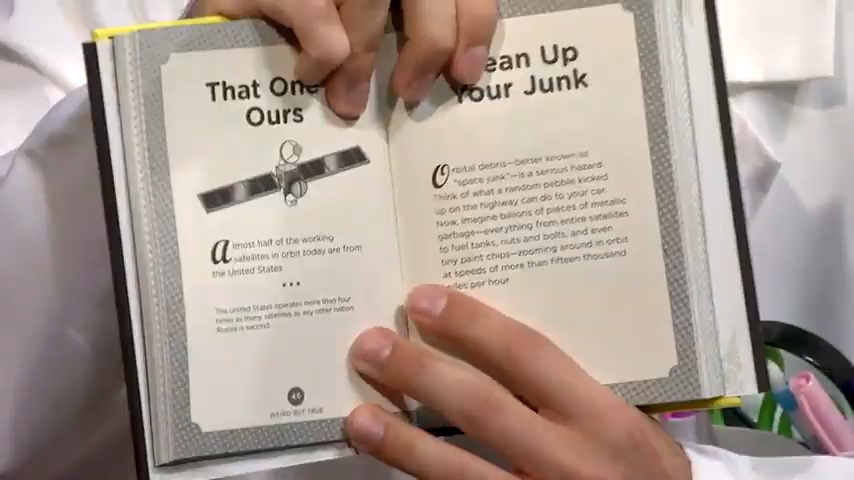 That One
Ours
almost half of the working
satellites in orbit today are from
the United States
• • •
The United States operates more than four
times as many satellites as any other nation.
Russia is second.
46
WEIRD BUT TRUE
ean Up
Your Junk
Orbital debris—better known as
"space junk"—is a serious hazard.
Think of what a random pebble kicked
up on the highway can do to your car.
Now, imagine billions of pieces of metallic
garbage—everything from entire satellites
to fuel tanks, nuts and bolts, and even
tiny paint chips—zooming around in orbit
at speeds of more than fifteen thousand
miles per hour